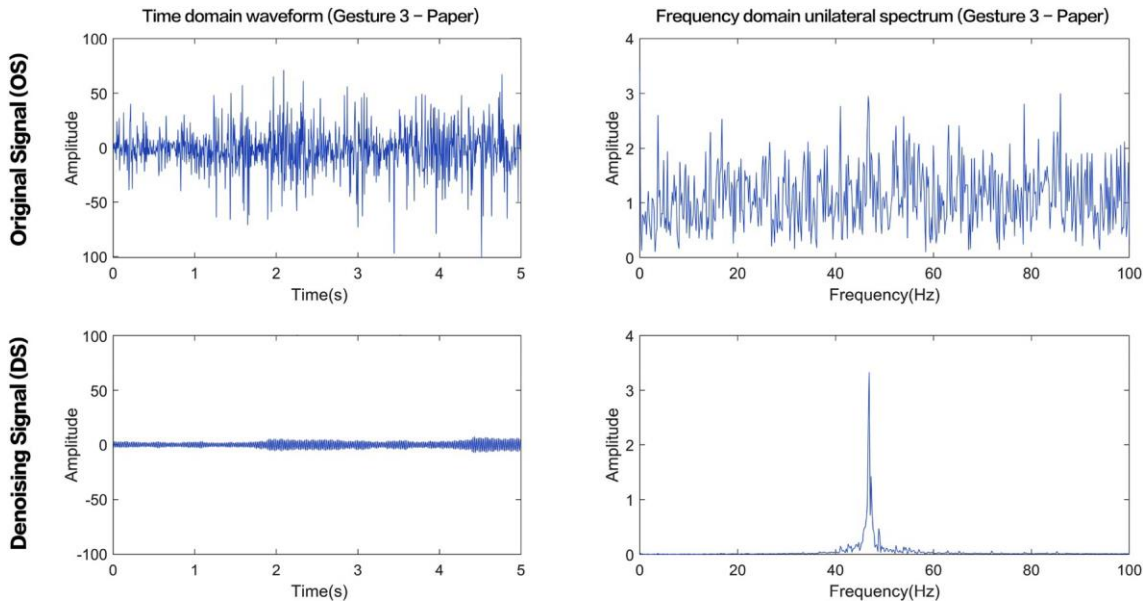 Time domain waveform (Gesture 3 – Paper)
Frequency domain unilateral spectrum (Gesture 3 – Paper)
Original Signal (OS)
Amplitude
100
50
0
-50
100
0 1 2 3 4 5
Time(s)
Amplitude
4
3
2
1
0
0 20 40 60 80 100
Frequency(Hz)
Denoising Signal (DS)
Amplitude
100
50
0
-50
-100
0 1 2 3 4 5
Time(s)
Amplitude
4
3
2
1
0
0 20 40 60 80 100
Frequency(Hz)